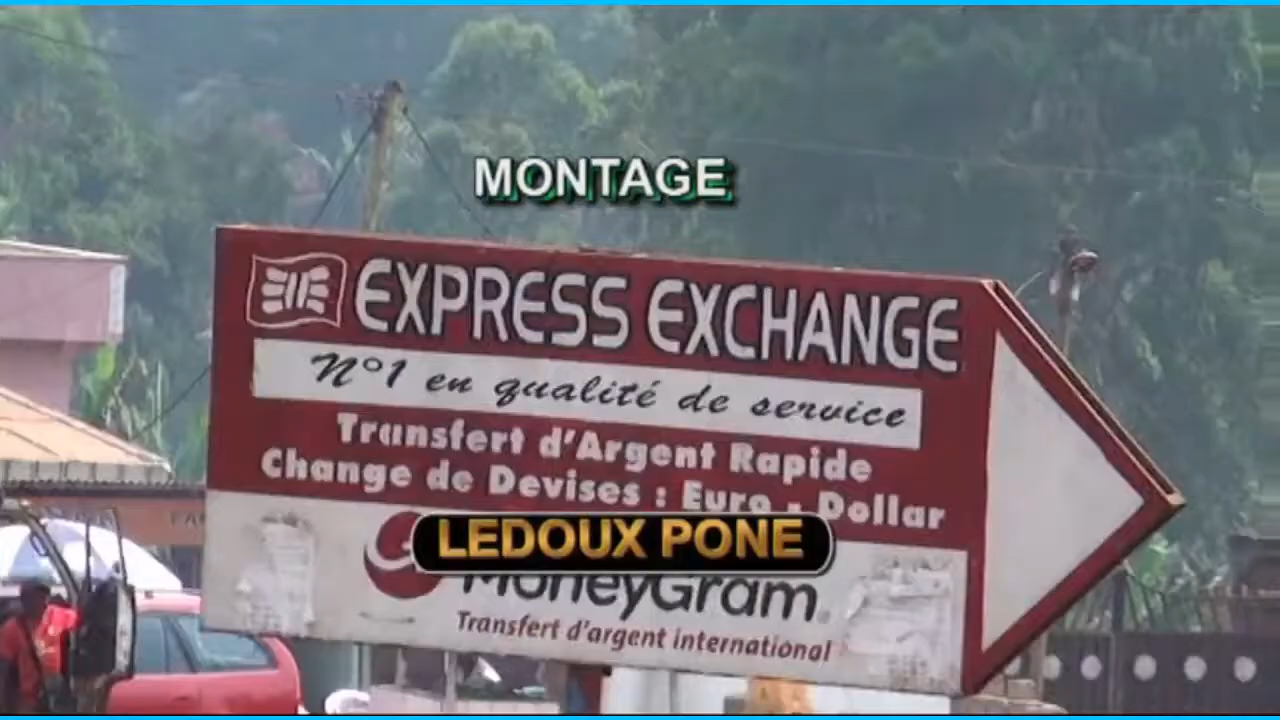 MONTAGE
EXPRESS EXCHANGE
N°1 en qualité de service
Transfert d'Argent Rapide
Change de Devises : Euro - Dollar
LEDOUX PONE
MoneyGram
Transfert d'argent international